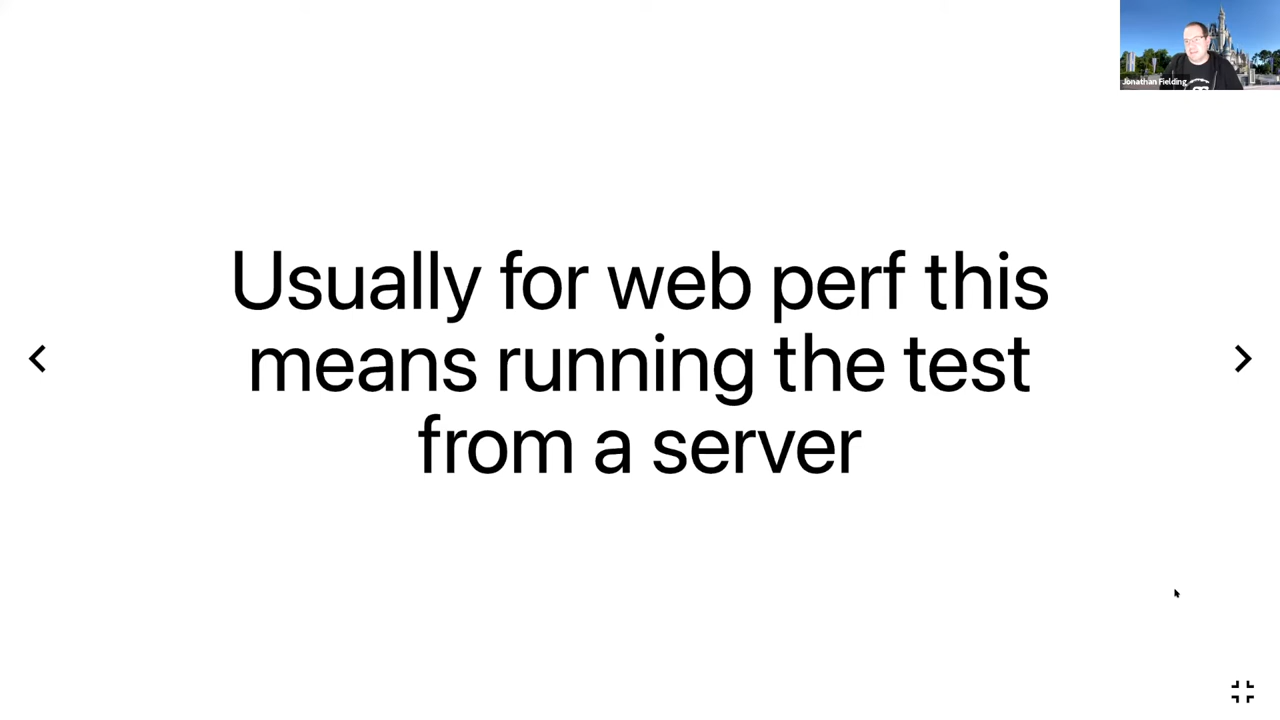 Jonathan Fielding
Usually for web perf this
means running the test
from a server